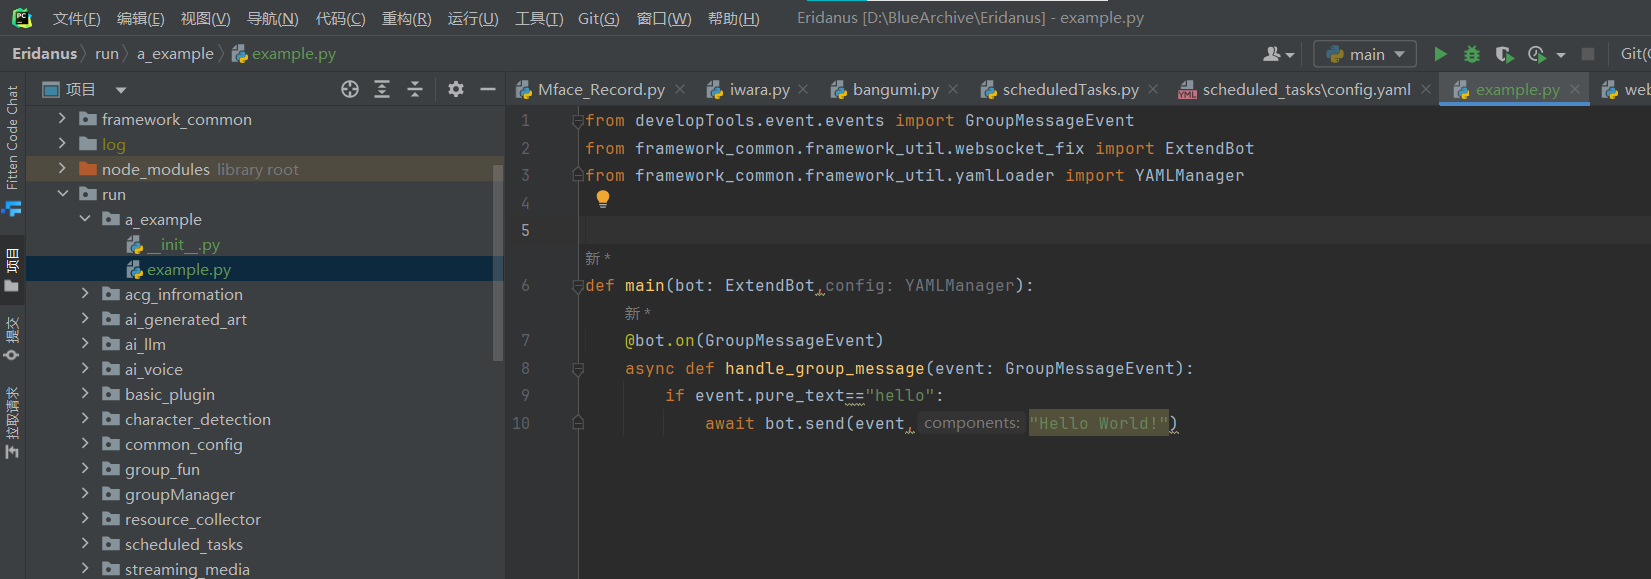 PC
文件(F) 编辑(E) 视图(V) 导航(N) 代码(C) 重构(R) 运行(U) 工具(T) Git(G) 窗口(W) 帮助(H) Eridanus [D:\BlueArchive\Eridanus] - example.py
Eridanus run a_example example.py main Git(
项目
Mface_Record.py iwara.py bangumi.py scheduledTasks.py scheduled_tasks\config.yaml example.py we
Fitten Code Chat
项目
提交
拉取请求
framework_common
log
node_modules library root
run
a_example
__init__.py
example.py
acg_infromation
ai_generated_art
ai_llm
ai_voice
basic_plugin
character_detection
common_config
group_fun
groupManager
resource_collector
scheduled_tasks
streaming_media
1 from developTools.event.events import GroupMessageEvent
2 from framework_common.framework_util.websocket_fix import ExtendBot
3 from framework_common.framework_util.yamlLoader import YAMLManager
4
5
新 *
6 def main(bot: ExtendBot,config: YAMLManager):
新 *
7 @bot.on(GroupMessageEvent)
8 async def handle_group_message(event: GroupMessageEvent):
9 if event.pure_text=="hello":
10 await bot.send(event, components: "Hello World!")